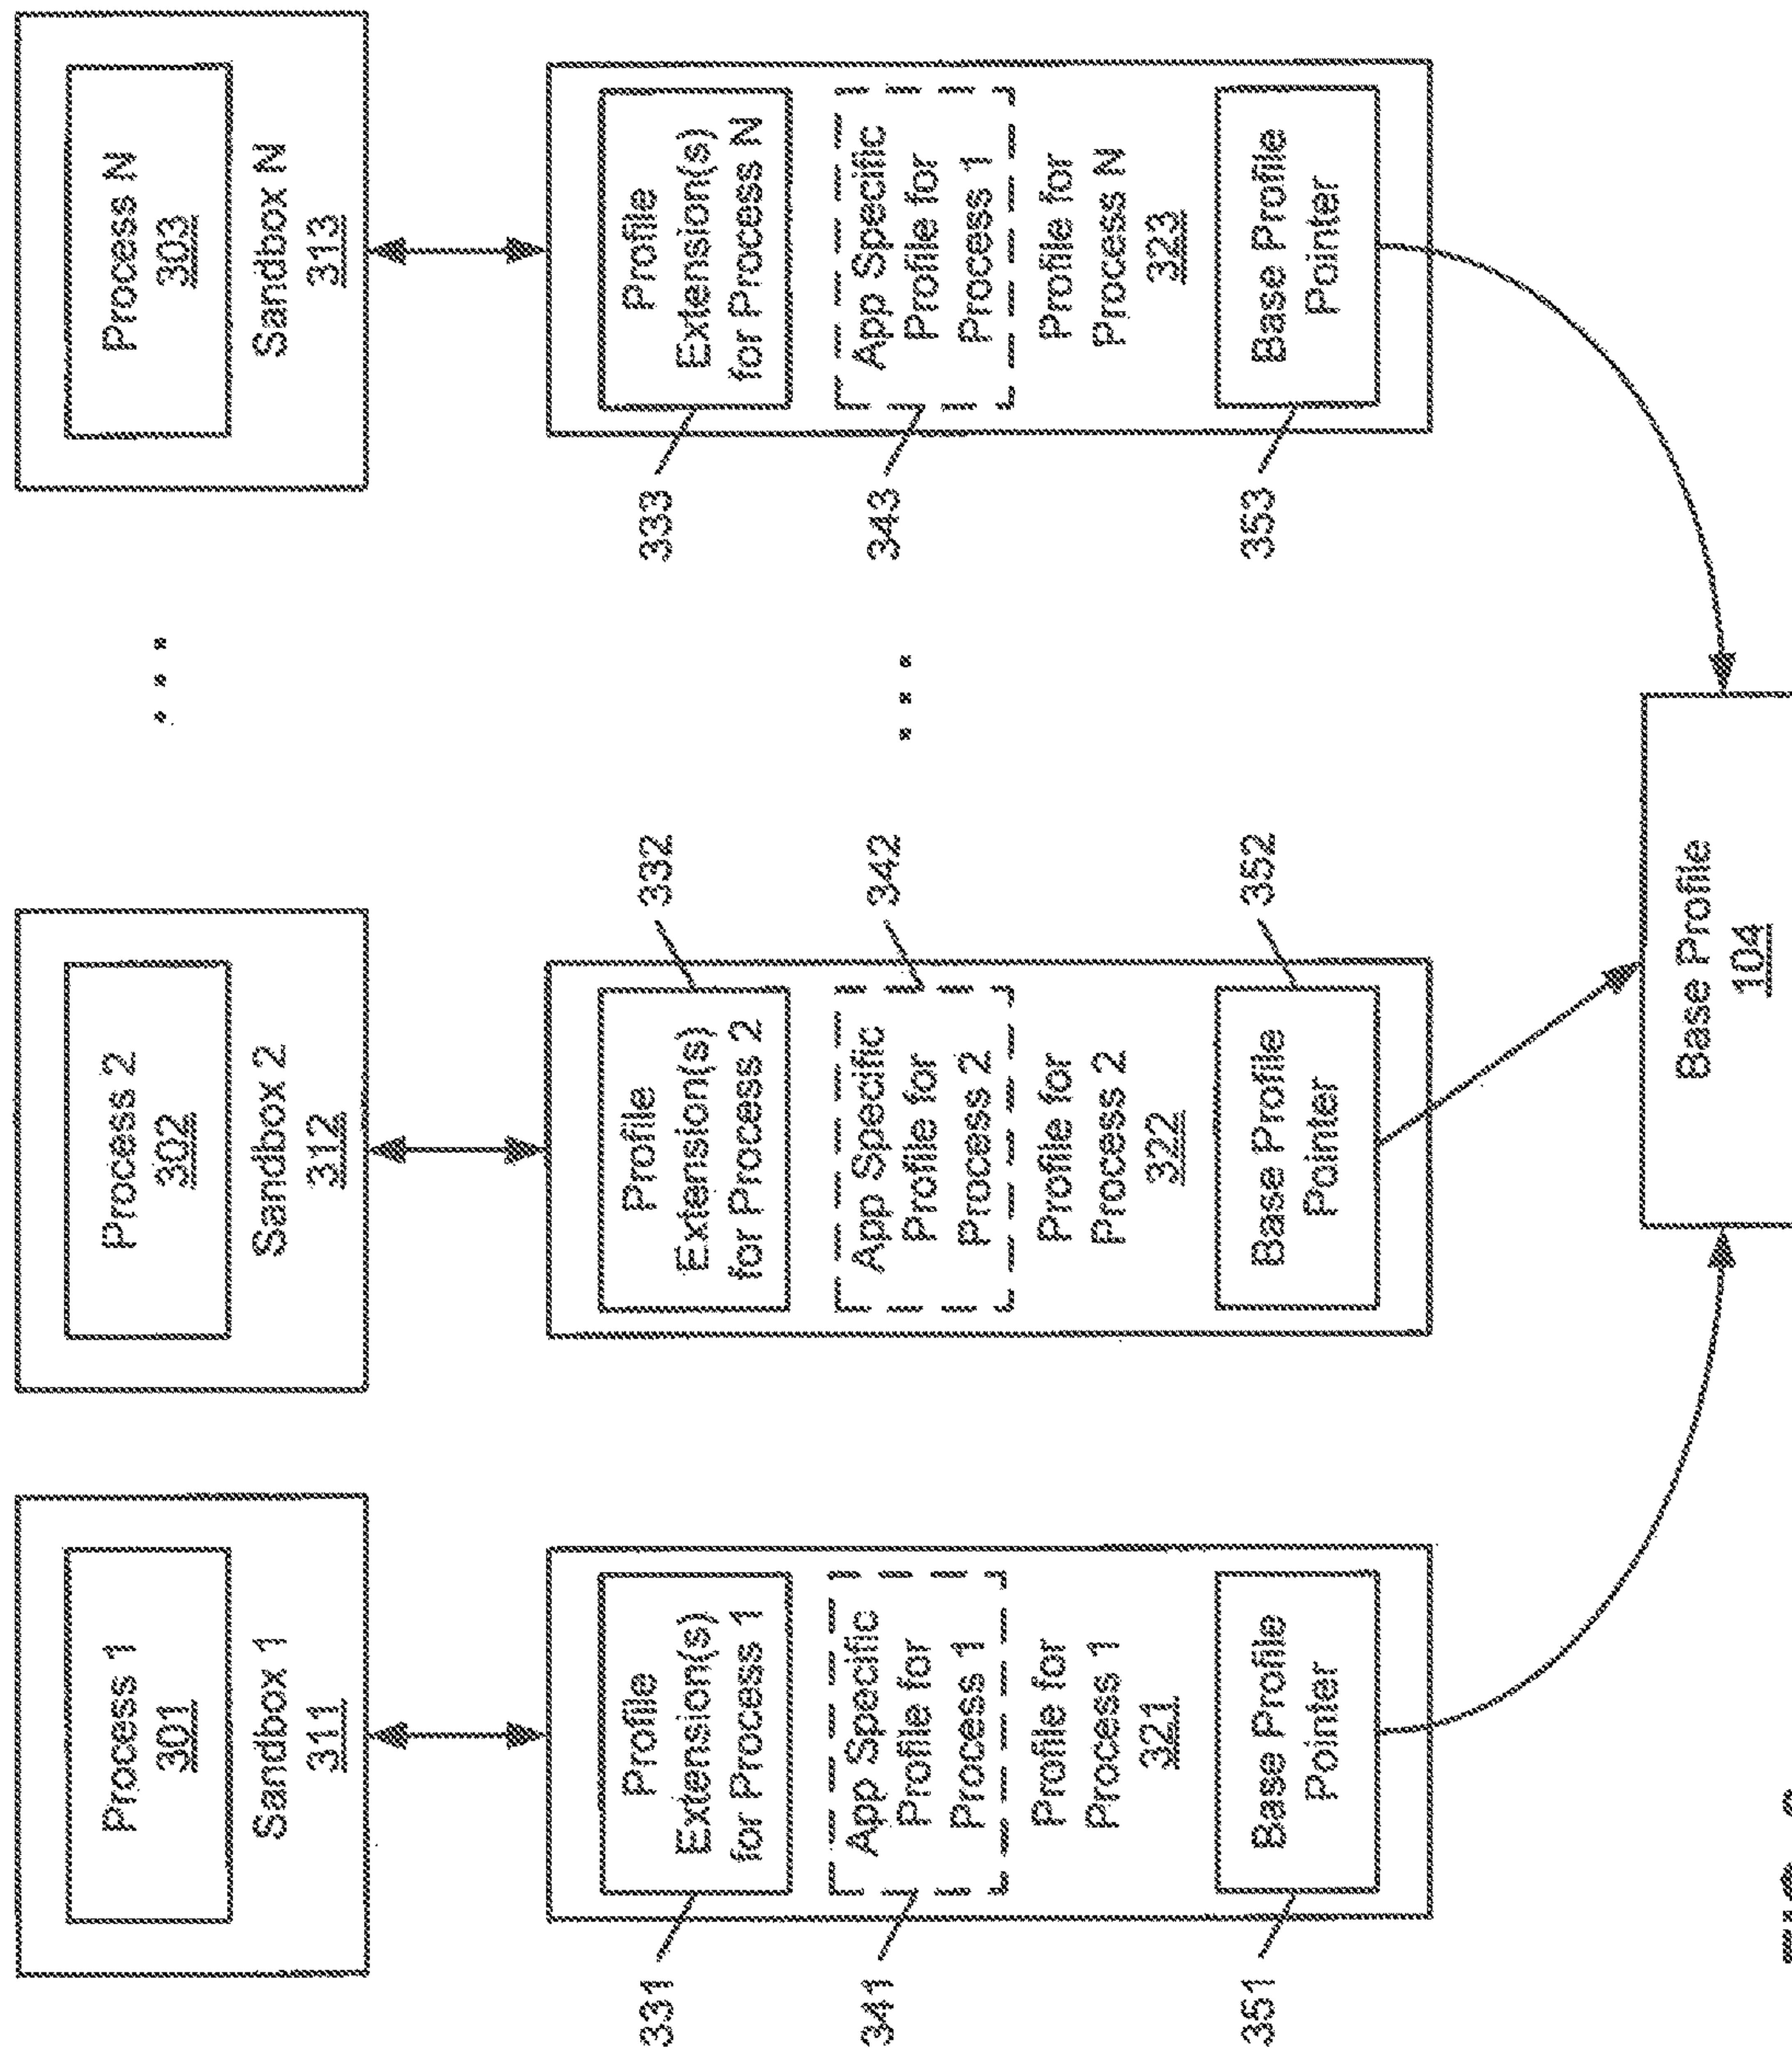 Process 1
301
Sandbox 1
311
Process 2
302
Sandbox 2
312
Process N
303
Sandbox N
313
331
Profile
Extension(s)
for Process 1
341
App Specific
Profile for
Process 1
Profile for
Process 1
321
351
Base Profile
Pointer
332
Profile
Extension(s)
for Process 2
342
App Specific
Profile for
Process 2
Profile for
Process 2
322
352
Base Profile
Pointer
333
Profile
Extension(s)
for Process N
343
App Specific
Profile for
Process 1
Profile for
Process N
323
353
Base Profile
Pointer
Base Profile
104